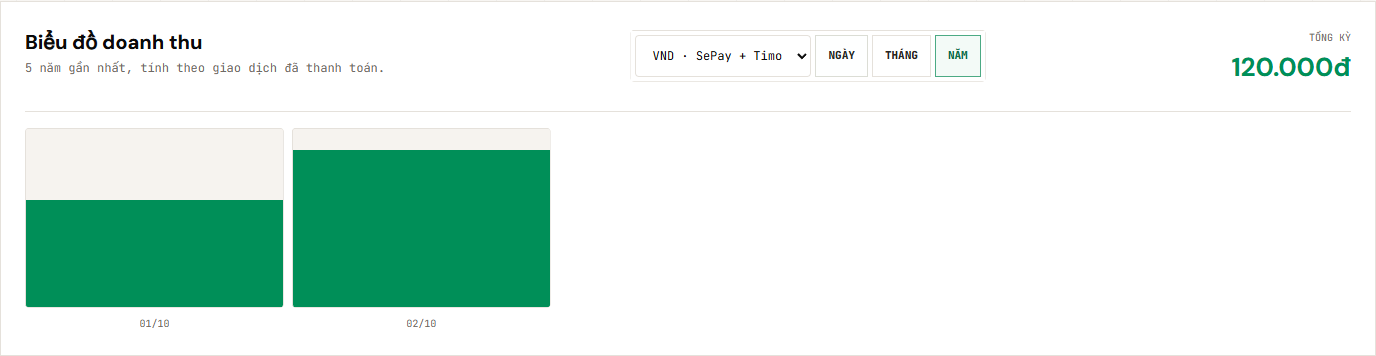 Biểu đồ doanh thu
5 năm gần nhất, tính theo giao dịch đã thanh toán.
VND · SePay + Timo
NGÀY
THÁNG
NĂM
TỔNG KỲ
120.000đ
01/10
02/10